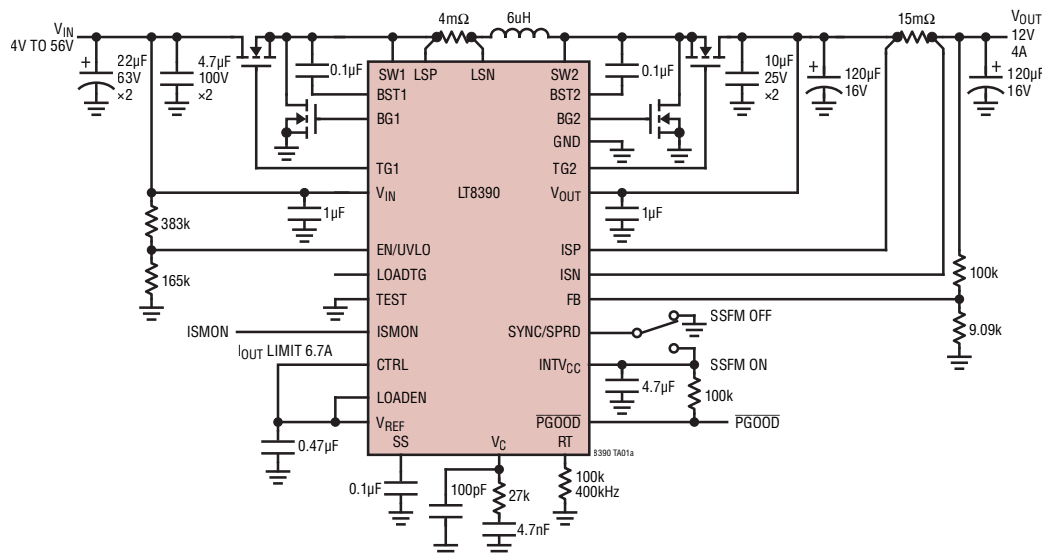 VIN
4V TO 56V
22µF
63V
×2
4.7µF
100V
×2
0.1µF
4mΩ
6uH
0.1µF
10µF
25V
×2
120µF
16V
15mΩ
VOUT
12V
4A
120µF
16V
SW1
LSP
LSN
SW2
BST1
BST2
BG1
BG2
GND
TG1
TG2
VIN
LT8390
VOUT
1µF
1µF
383k
EN/UVLO
ISP
165k
LOADTG
ISN
100k
TEST
FB
ISMON
ISMON
SYNC/SPRD
SSFM OFF
9.09k
IOUT LIMIT 6.7A
CTRL
INTVCC
SSFM ON
4.7µF
100k
LOADEN
VREF
PGOOD
PGOOD
0.47µF
SS
VC
RT
8390 TA01a
0.1µF
100pF
27k
4.7nF
100k
400kHz